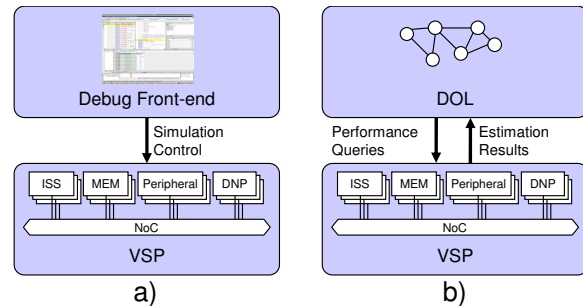 Debug Front-end
Simulation
Control
ISS
MEM
Peripheral
DNP
NoC
VSP
a)
DOL
Performance
Queries
Estimation
Results
ISS
MEM
Peripheral
DNP
NoC
VSP
b)